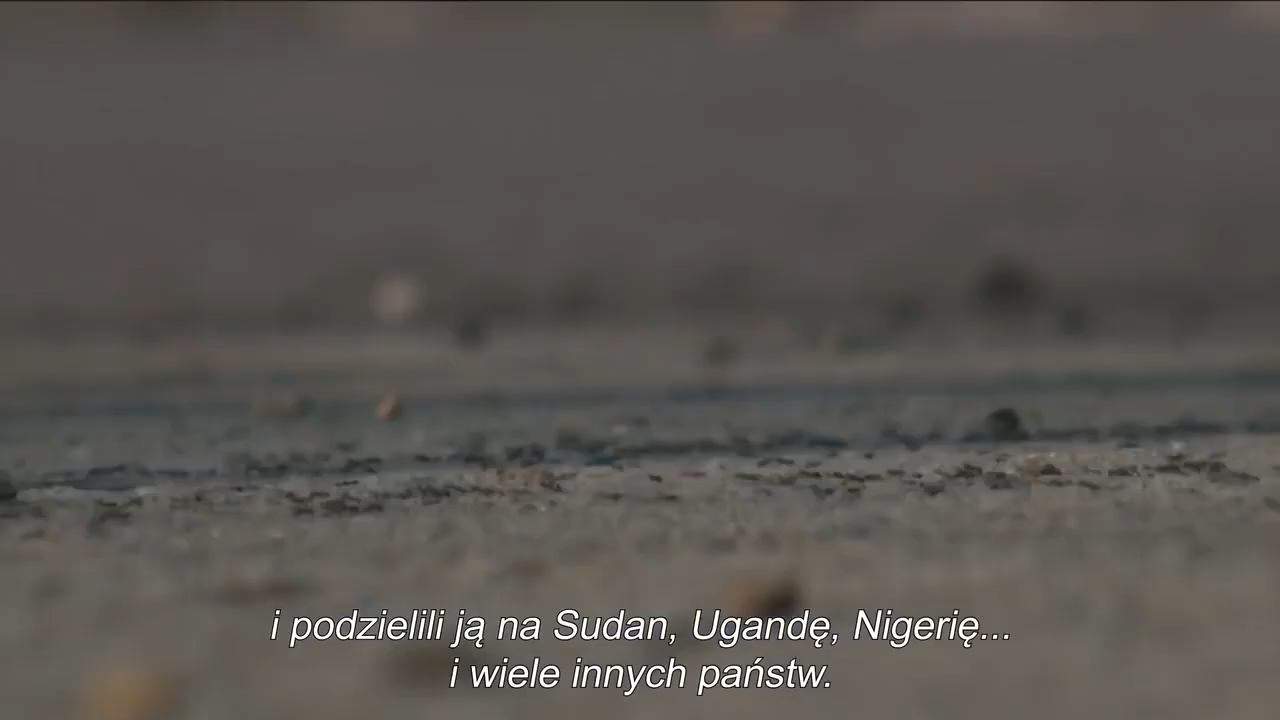 i podzielili ją na Sudan, Ugandę, Nigerię...
i wiele innych państw.